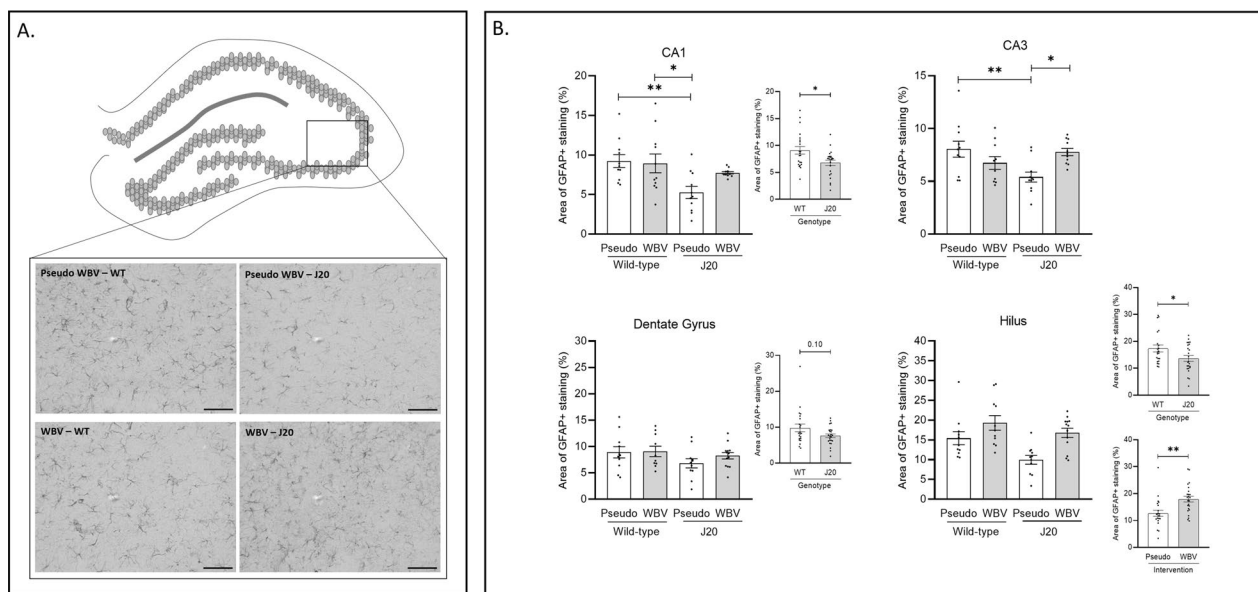 A.
Pseudo WBV – WT
Pseudo WBV – J20
WBV – WT
WBV – J20
B.
CA1
Area of GFAP+ staining (%)
20
15
10
5
0
*
**
Pseudo WBV Pseudo WBV
Wild-type J20
Area of GFAP+ staining (%)
20
15
10
5
0
*
WT J20
Genotype
CA3
Area of GFAP+ staining (%)
15
10
5
0
**
*
Pseudo WBV Pseudo WBV
Wild-type J20
Dentate Gyrus
Area of GFAP+ staining (%)
30
25
20
15
10
5
0
Pseudo WBV Pseudo WBV
Wild-type J20
Area of GFAP+ staining (%)
30
20
10
0
0.10
WT J20
Genotype
Hilus
Area of GFAP+ staining (%)
40
35
30
25
20
15
10
5
0
Pseudo WBV Pseudo WBV
Wild-type J20
Area of GFAP+ staining (%)
40
30
20
10
0
*
WT J20
Genotype
Area of GFAP+ staining (%)
40
30
20
10
0
**
Pseudo WBV
Intervention